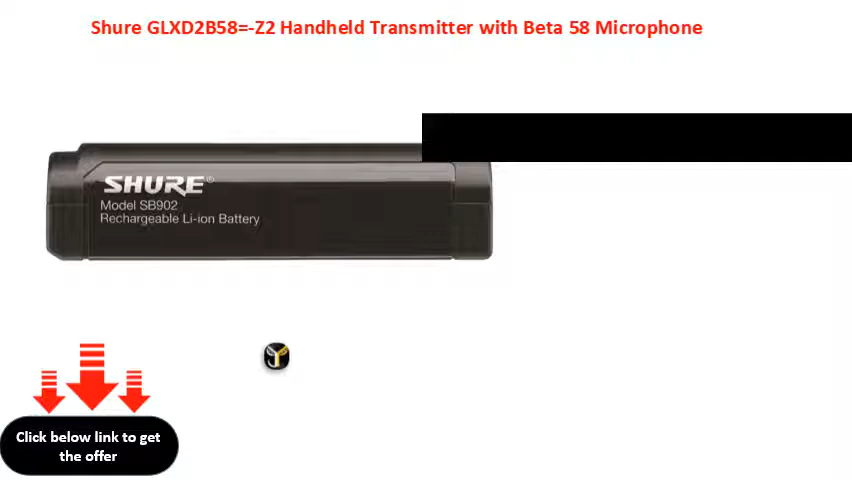 Shure GLXD2B58=-Z2 Handheld Transmitter with Beta 58 Microphone
SHURE®
Model SB902
Rechargeable Li-ion Battery
Click below link to get
the offer